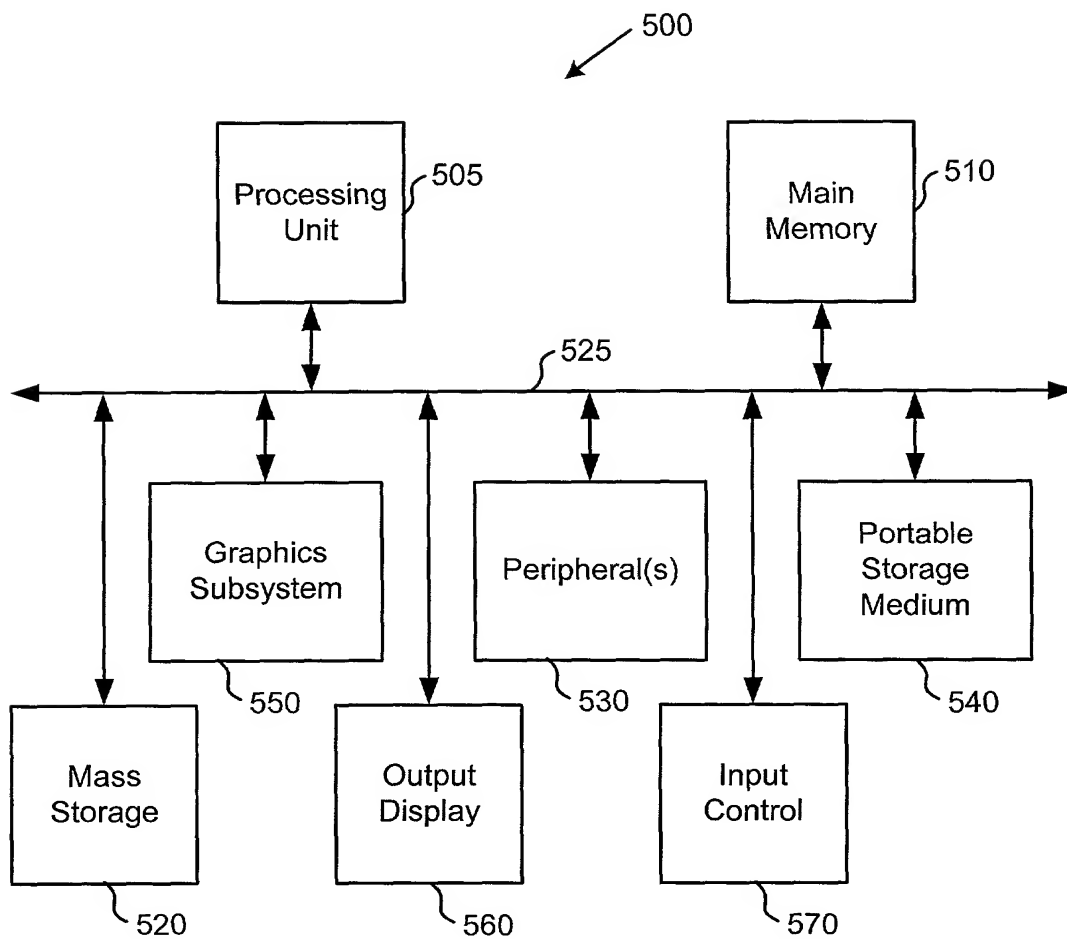 500
Processing
Unit
505
Main
Memory
510
525
Graphics
Subsystem
550
Peripheral(s)
530
Portable
Storage
Medium
540
Mass
Storage
520
Output
Display
560
Input
Control
570